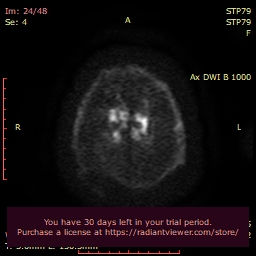 Im: 24/48
Se: 4
STP79
STP79
F
A
Ax DWI B 1000
R
L
You have 30 days left in your trial period.
Purchase a license at https://radiantviewer.com/store/